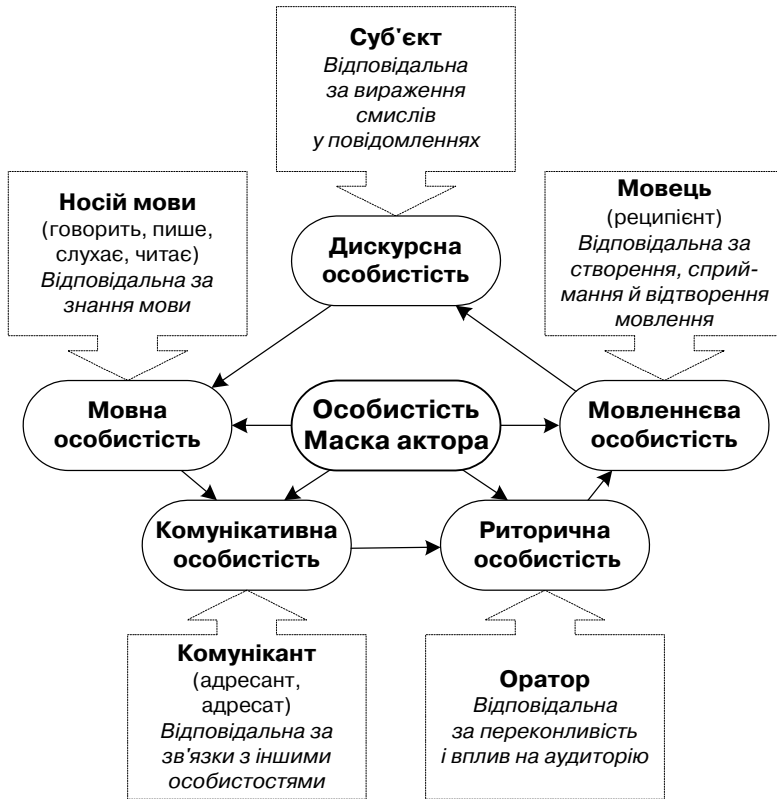 Суб'єкт
Відповідальна
за вираження
смислів
у повідомленнях
Носій мови
(говорить, пише,
слухає, читає)
Відповідальна за
знання мови
Мовець
(реципієнт)
Відповідальна за
створення, сприй-
мання й відтворення
мовлення
Дискурсна
особистість
Мовна
особистість
Особистість
Маска актора
Мовленнєва
особистість
Комунікативна
особистість
Риторична
особистість
Комунікант
(адресант,
адресат)
Відповідальна за
зв'язки з іншими
особистостями
Оратор
Відповідальна
за переконливість
і вплив на аудиторію